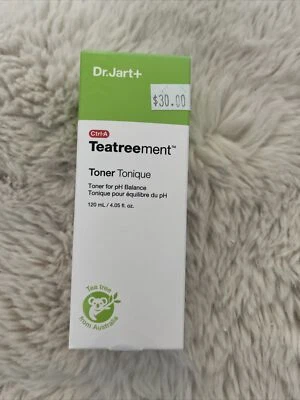 Dr.Jart+
$30.00
Ctrl·A
Teatreement™
Toner Tonique
Toner for pH Balance
Tonique pour équilibre du pH
120 mL / 4.05 fl. oz.
Tea tree
from Australia